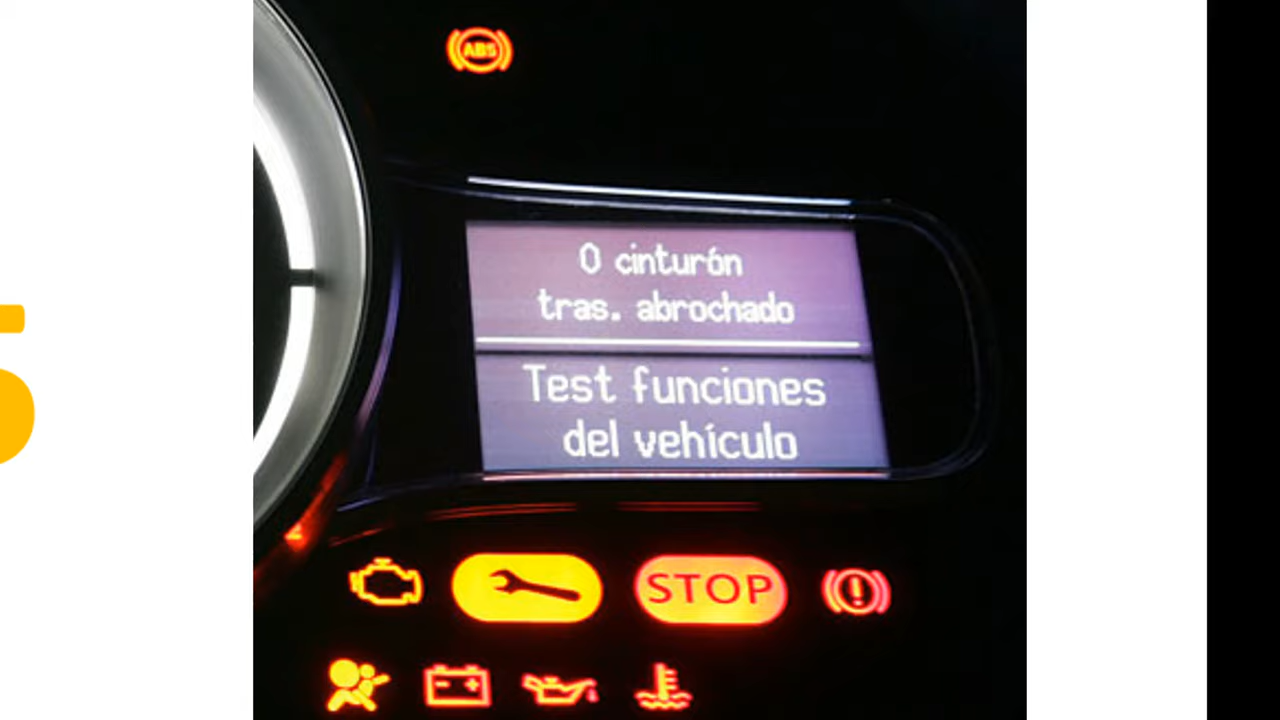 ABS
0 cinturón
tras. abrochado
Test funciones
del vehículo
STOP